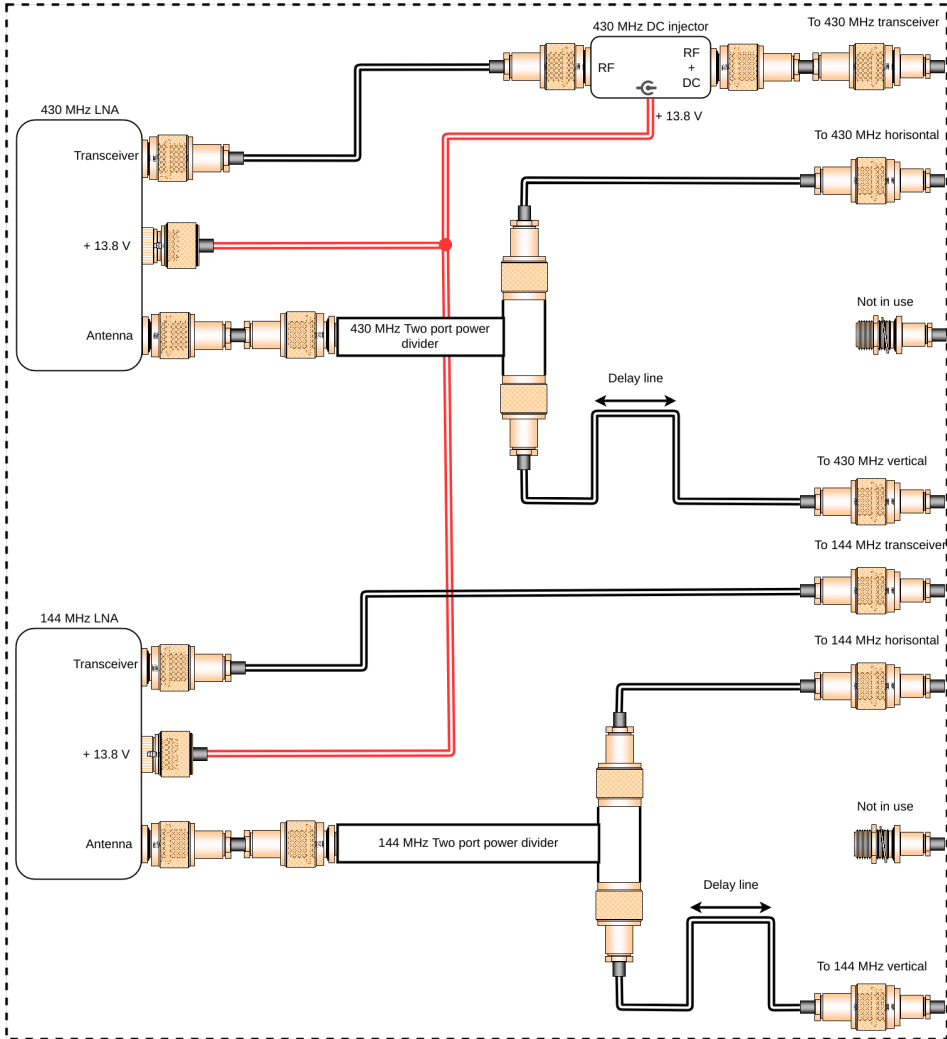 To 430 MHz transceiver
430 MHz DC injector
RF
RF
+
DC
+ 13.8 V
430 MHz LNA
Transceiver
+ 13.8 V
Antenna
To 430 MHz horisontal
430 MHz Two port power
divider
Not in use
Delay line
To 430 MHz vertical
To 144 MHz transceiver
144 MHz LNA
Transceiver
+ 13.8 V
Antenna
To 144 MHz horisontal
144 MHz Two port power divider
Not in use
Delay line
To 144 MHz vertical